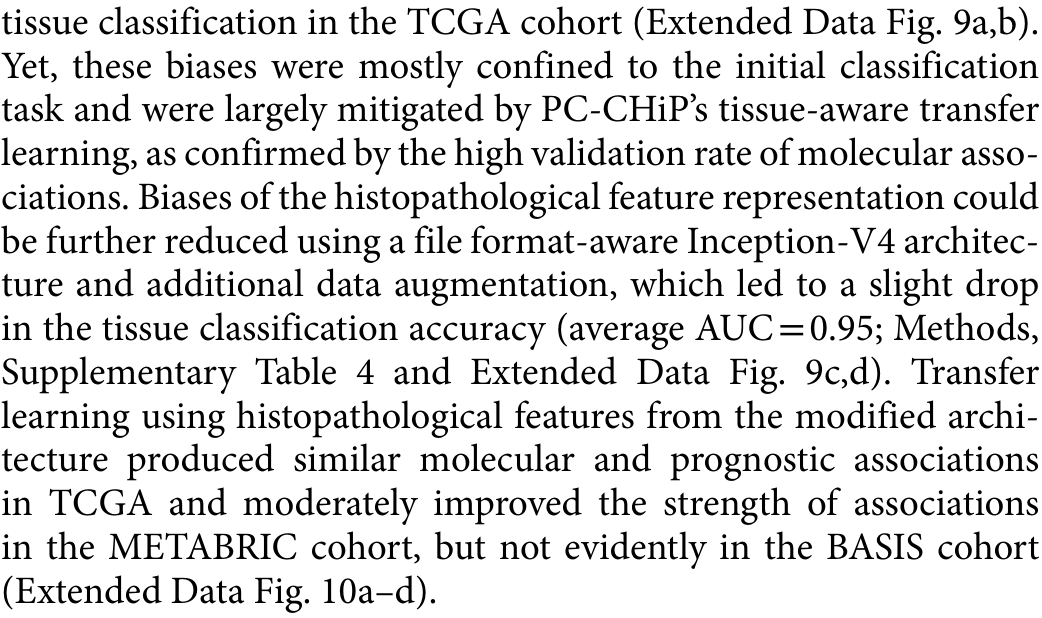 tissue classification in the TCGA cohort (Extended Data Fig. 9a,b).
Yet, these biases were mostly confined to the initial classification
task and were largely mitigated by PC-CHiP’s tissue-aware transfer
learning, as confirmed by the high validation rate of molecular asso-
ciations. Biases of the histopathological feature representation could
be further reduced using a file format-aware Inception-V4 architec-
ture and additional data augmentation, which led to a slight drop
in the tissue classification accuracy (average AUC = 0.95; Methods,
Supplementary Table 4 and Extended Data Fig. 9c,d). Transfer
learning using histopathological features from the modified archi-
tecture produced similar molecular and prognostic associations
in TCGA and moderately improved the strength of associations
in the METABRIC cohort, but not evidently in the BASIS cohort
(Extended Data Fig. 10a–d).